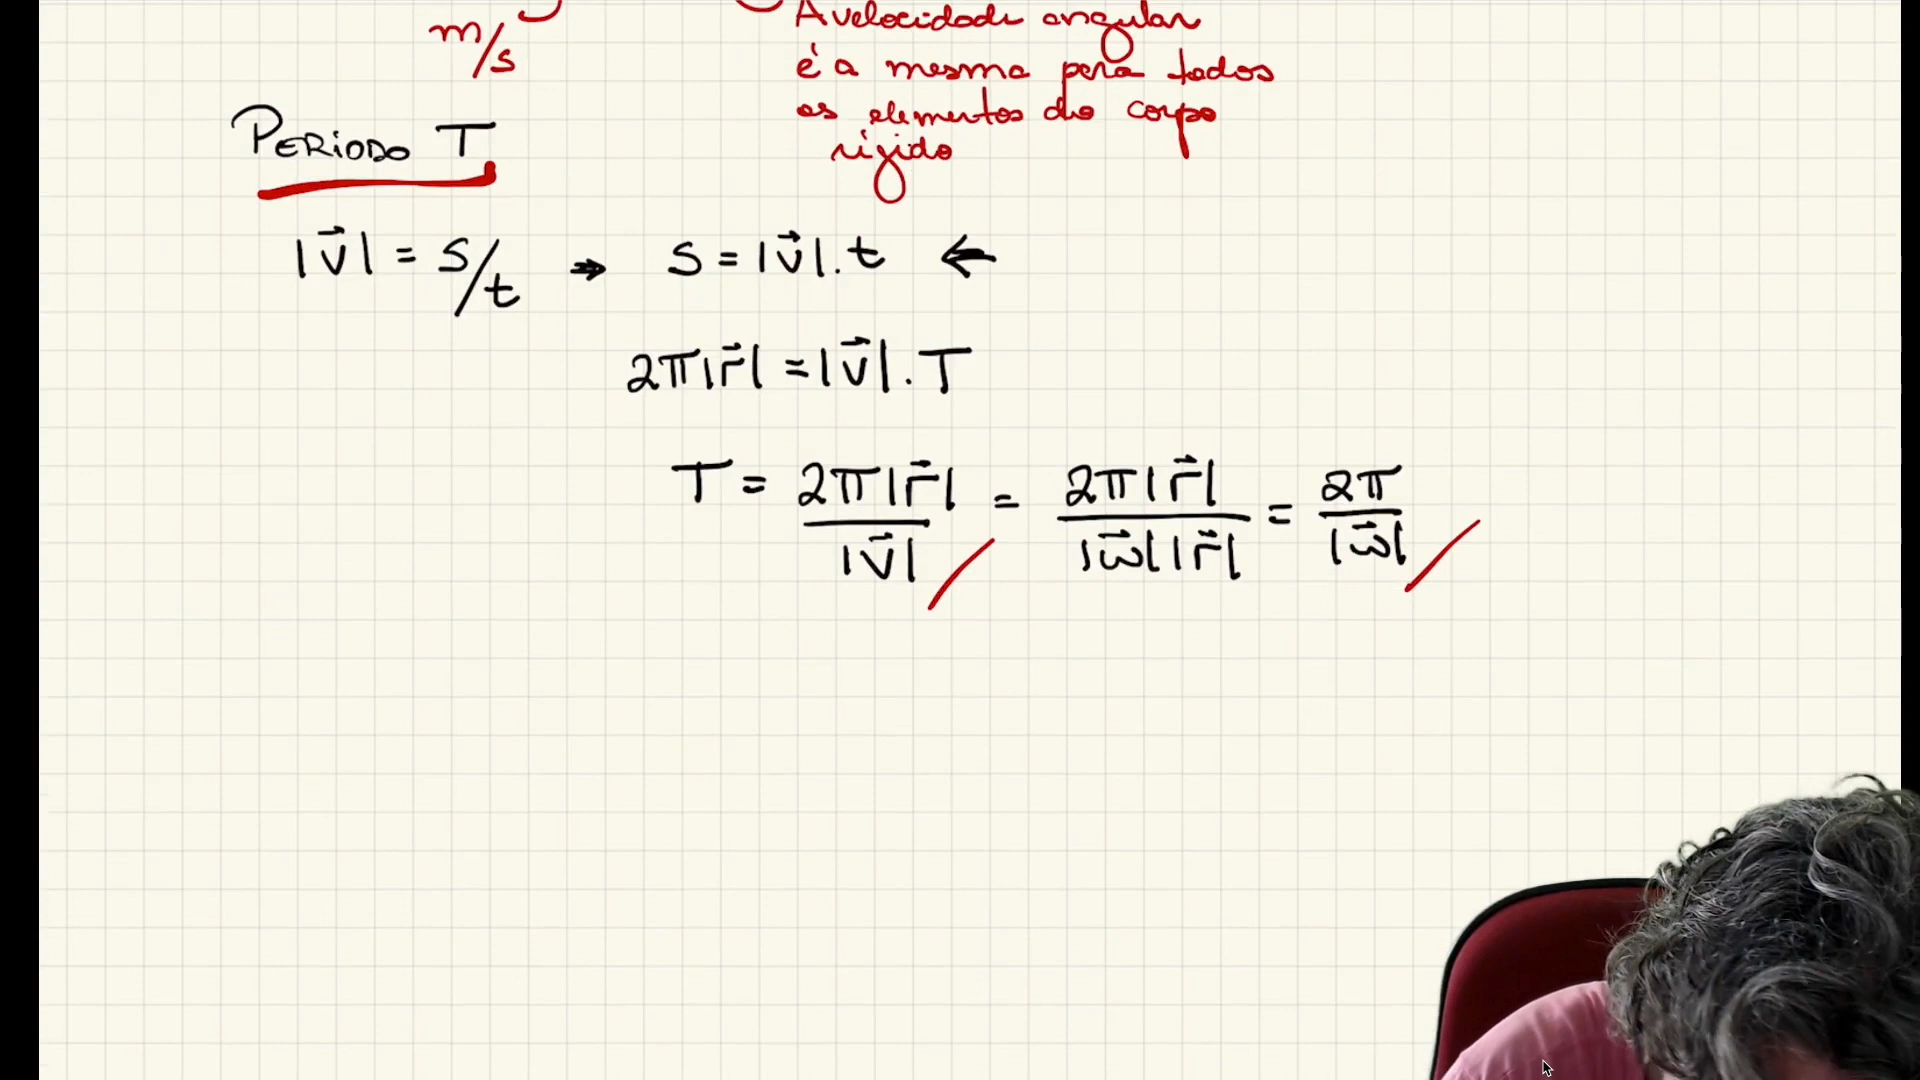 m/s
A velocidade angular
é a mesma para todos
os elementos do corpo
rígido
PERÍODO T
|v⃗| = s/t ⇒ s = |v⃗|.t ←
2π|r⃗| = |v⃗|.T
T = 2π|r⃗|/|v⃗| = 2π|r⃗|/|ω⃗||r⃗| = 2π/|ω⃗|